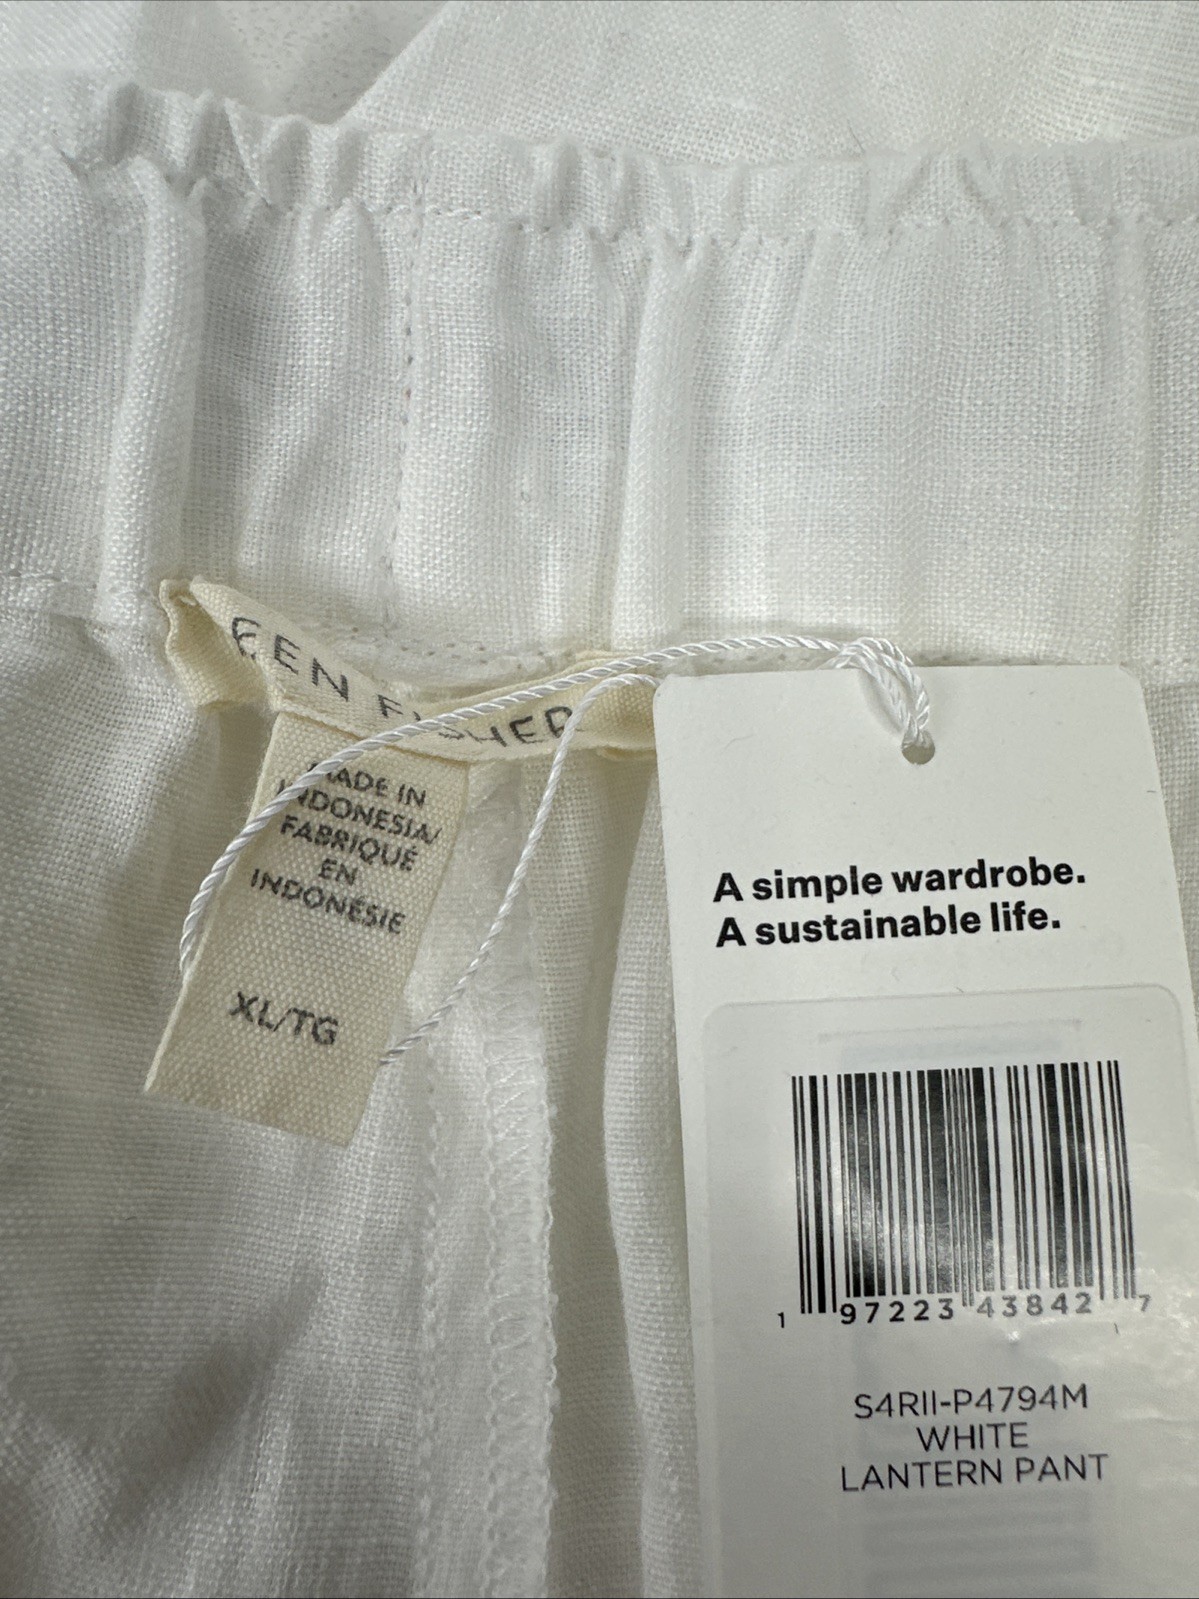 EEN FISHER
MADE IN
INDONESIA/
FABRIQUÉ
EN
INDONÉSIE
XL/TG
A simple wardrobe.
A sustainable life.
1 97223 43842 7
S4RII-P4794M
WHITE
LANTERN PANT